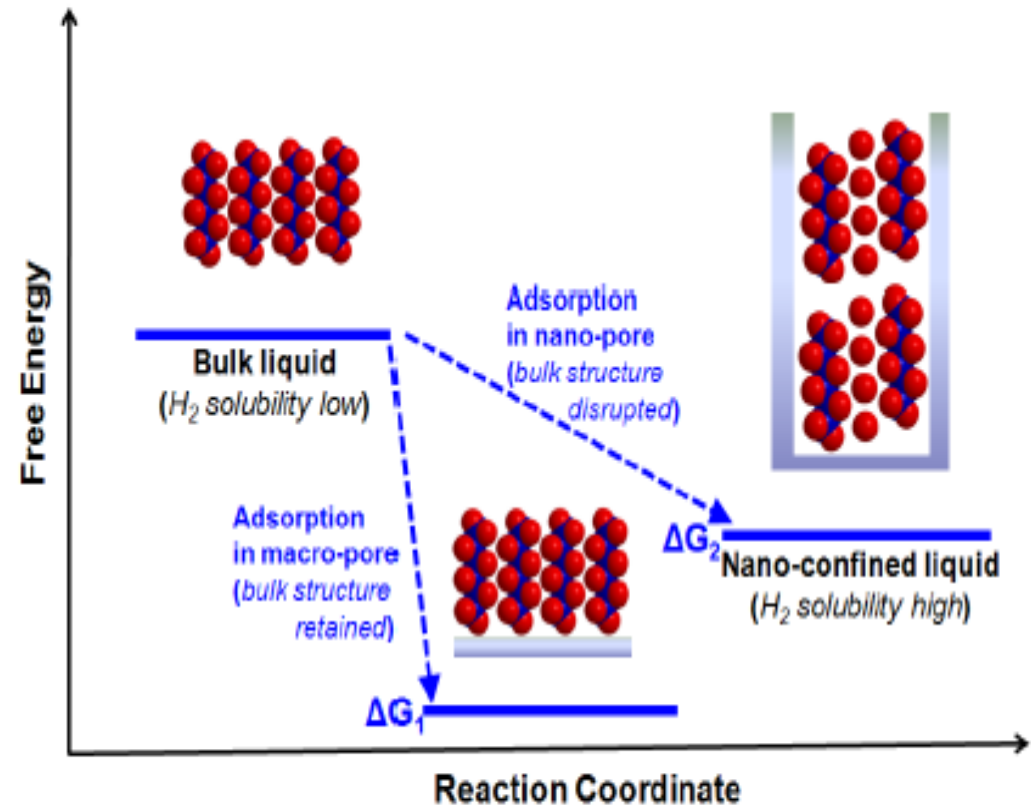 Free Energy
Bulk liquid
(H₂ solubility low)
Adsorption
in nano-pore
(bulk structure
disrupted)
Adsorption
in macro-pore
(bulk structure
retained)
ΔG₁
ΔG₂
Nano-confined liquid
(H₂ solubility high)
Reaction Coordinate